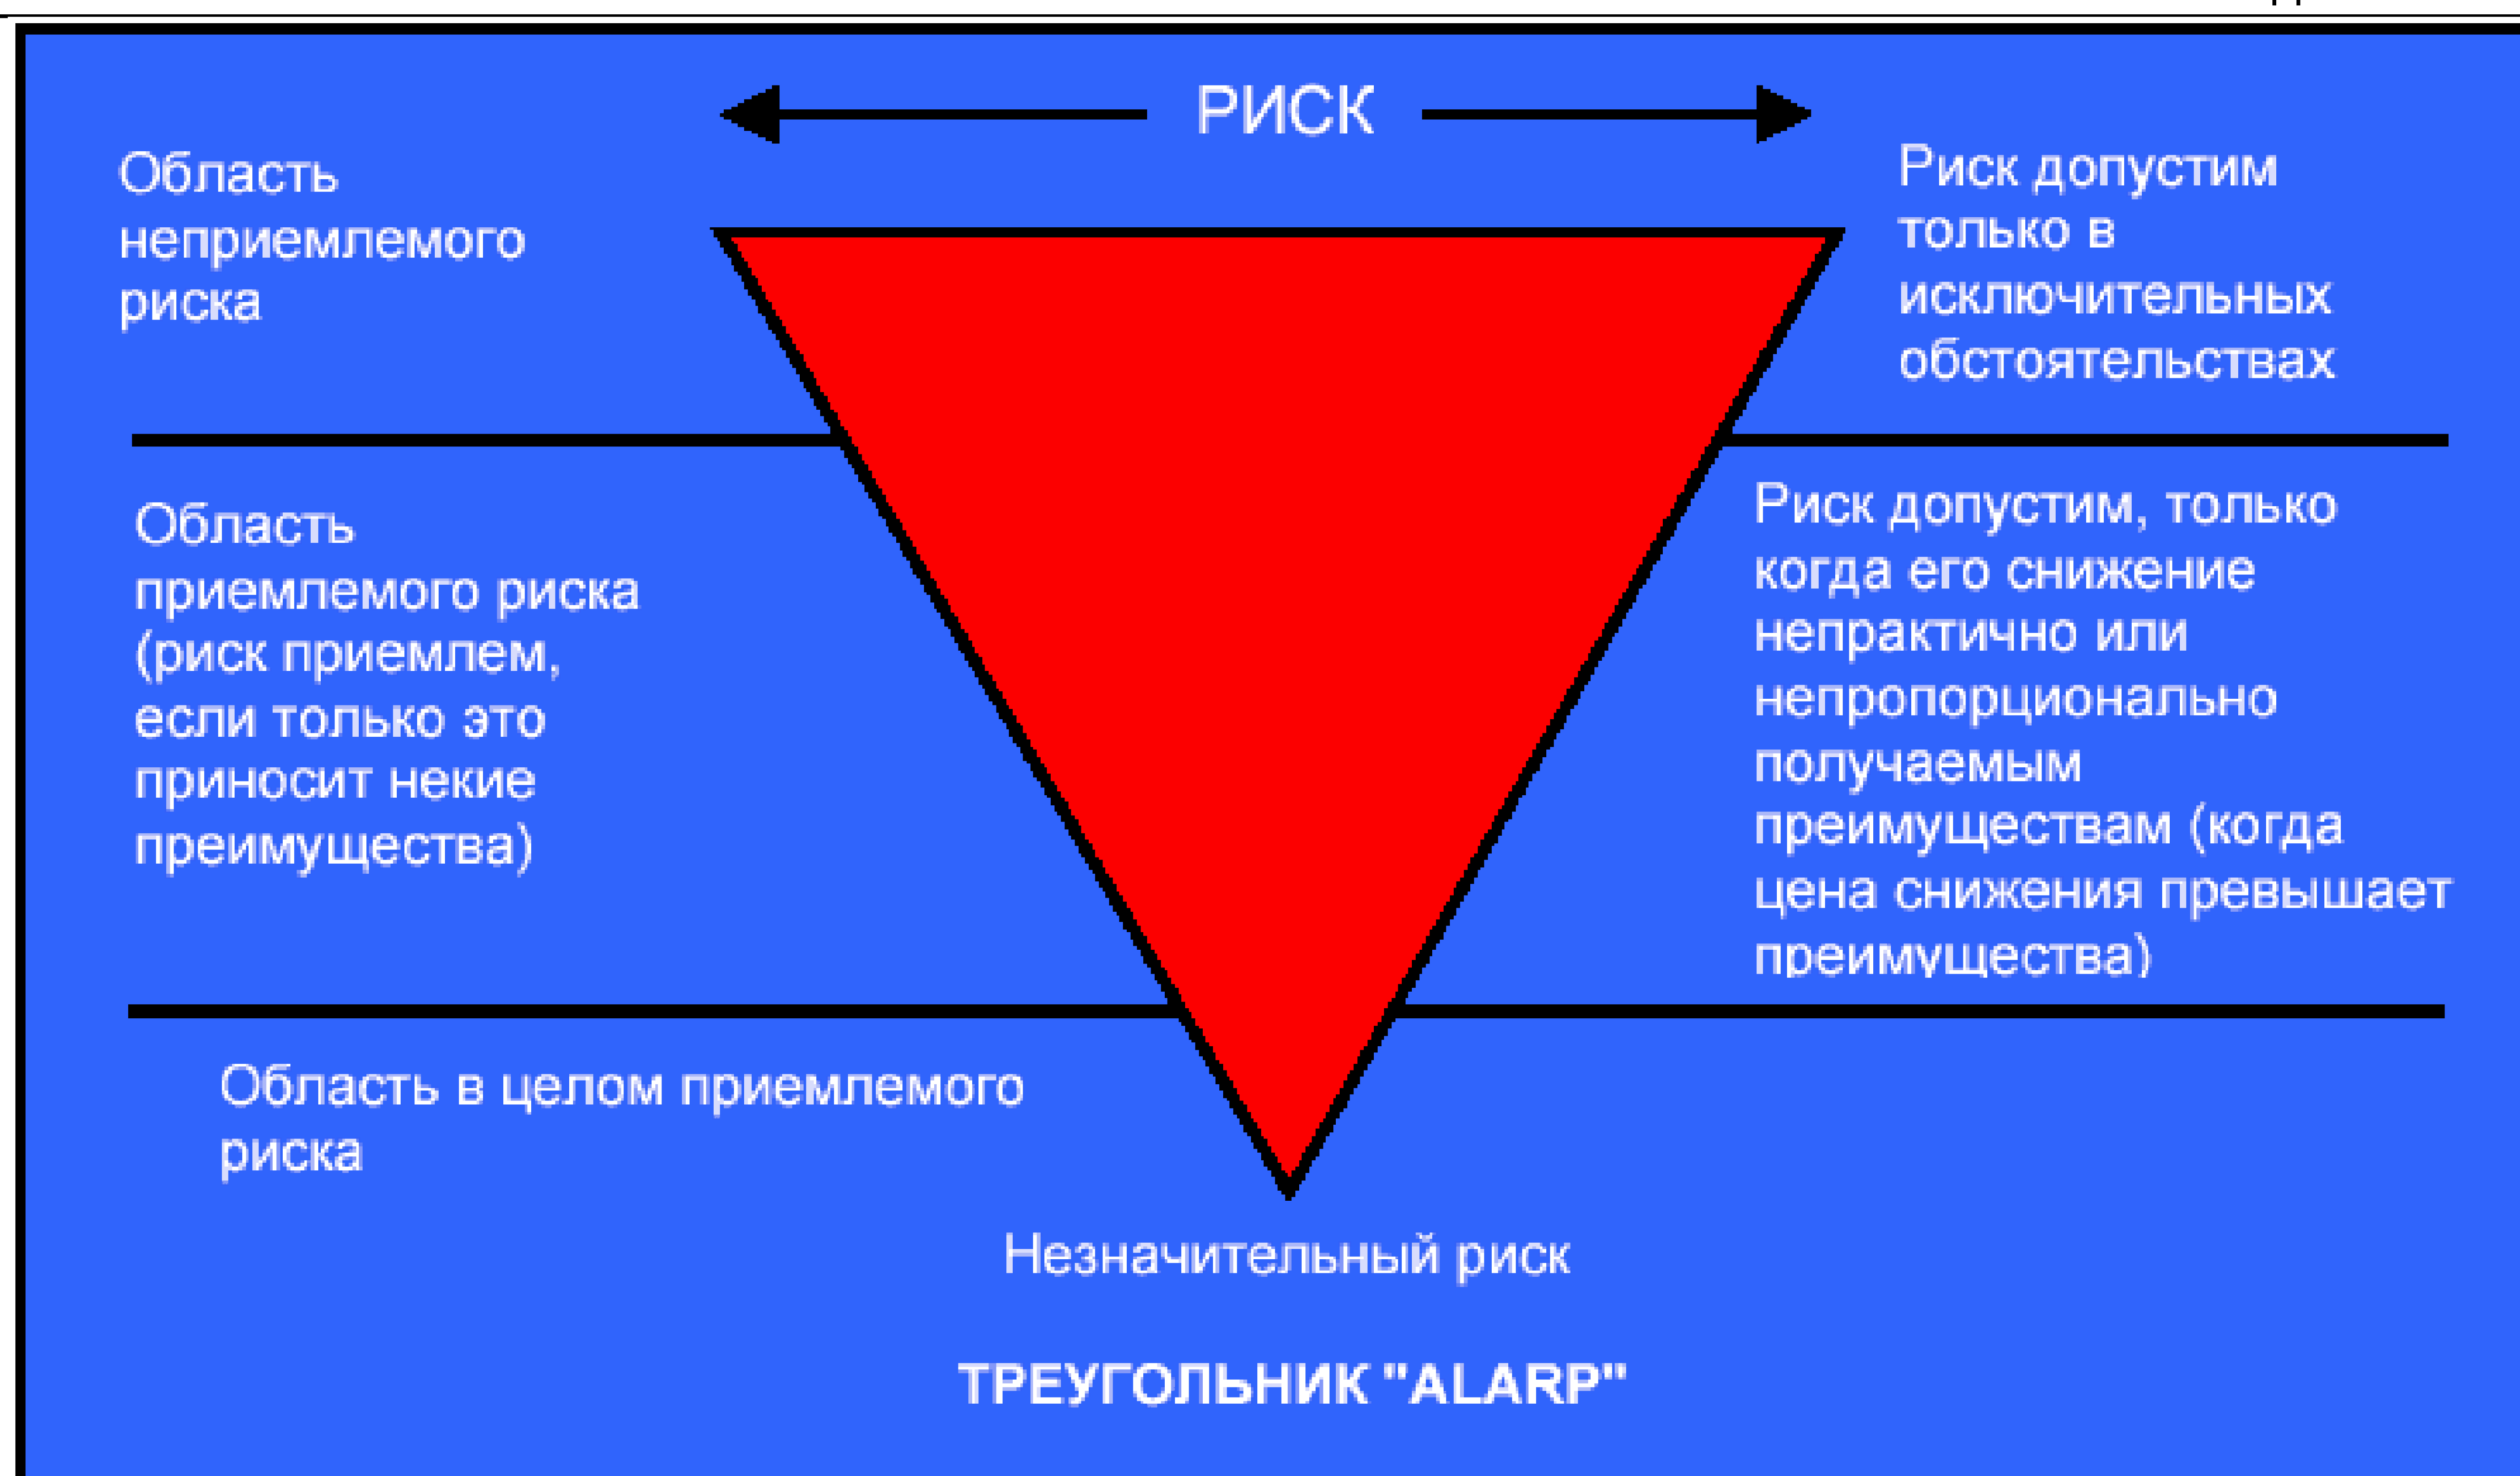 РИСК
Область
неприемлемого
риска
Риск допустим
только в
исключительных
обстоятельствах
Область
приемлемого риска
(риск приемлем,
если только это
приносит некие
преимущества)
Риск допустим, только
когда его снижение
непрактично или
непропорционально
получаемым
преимуществам (когда
цена снижения превышает
преимущества)
Область в целом приемлемого
риска
Незначительный риск
ТРЕУГОЛЬНИК "ALARP"